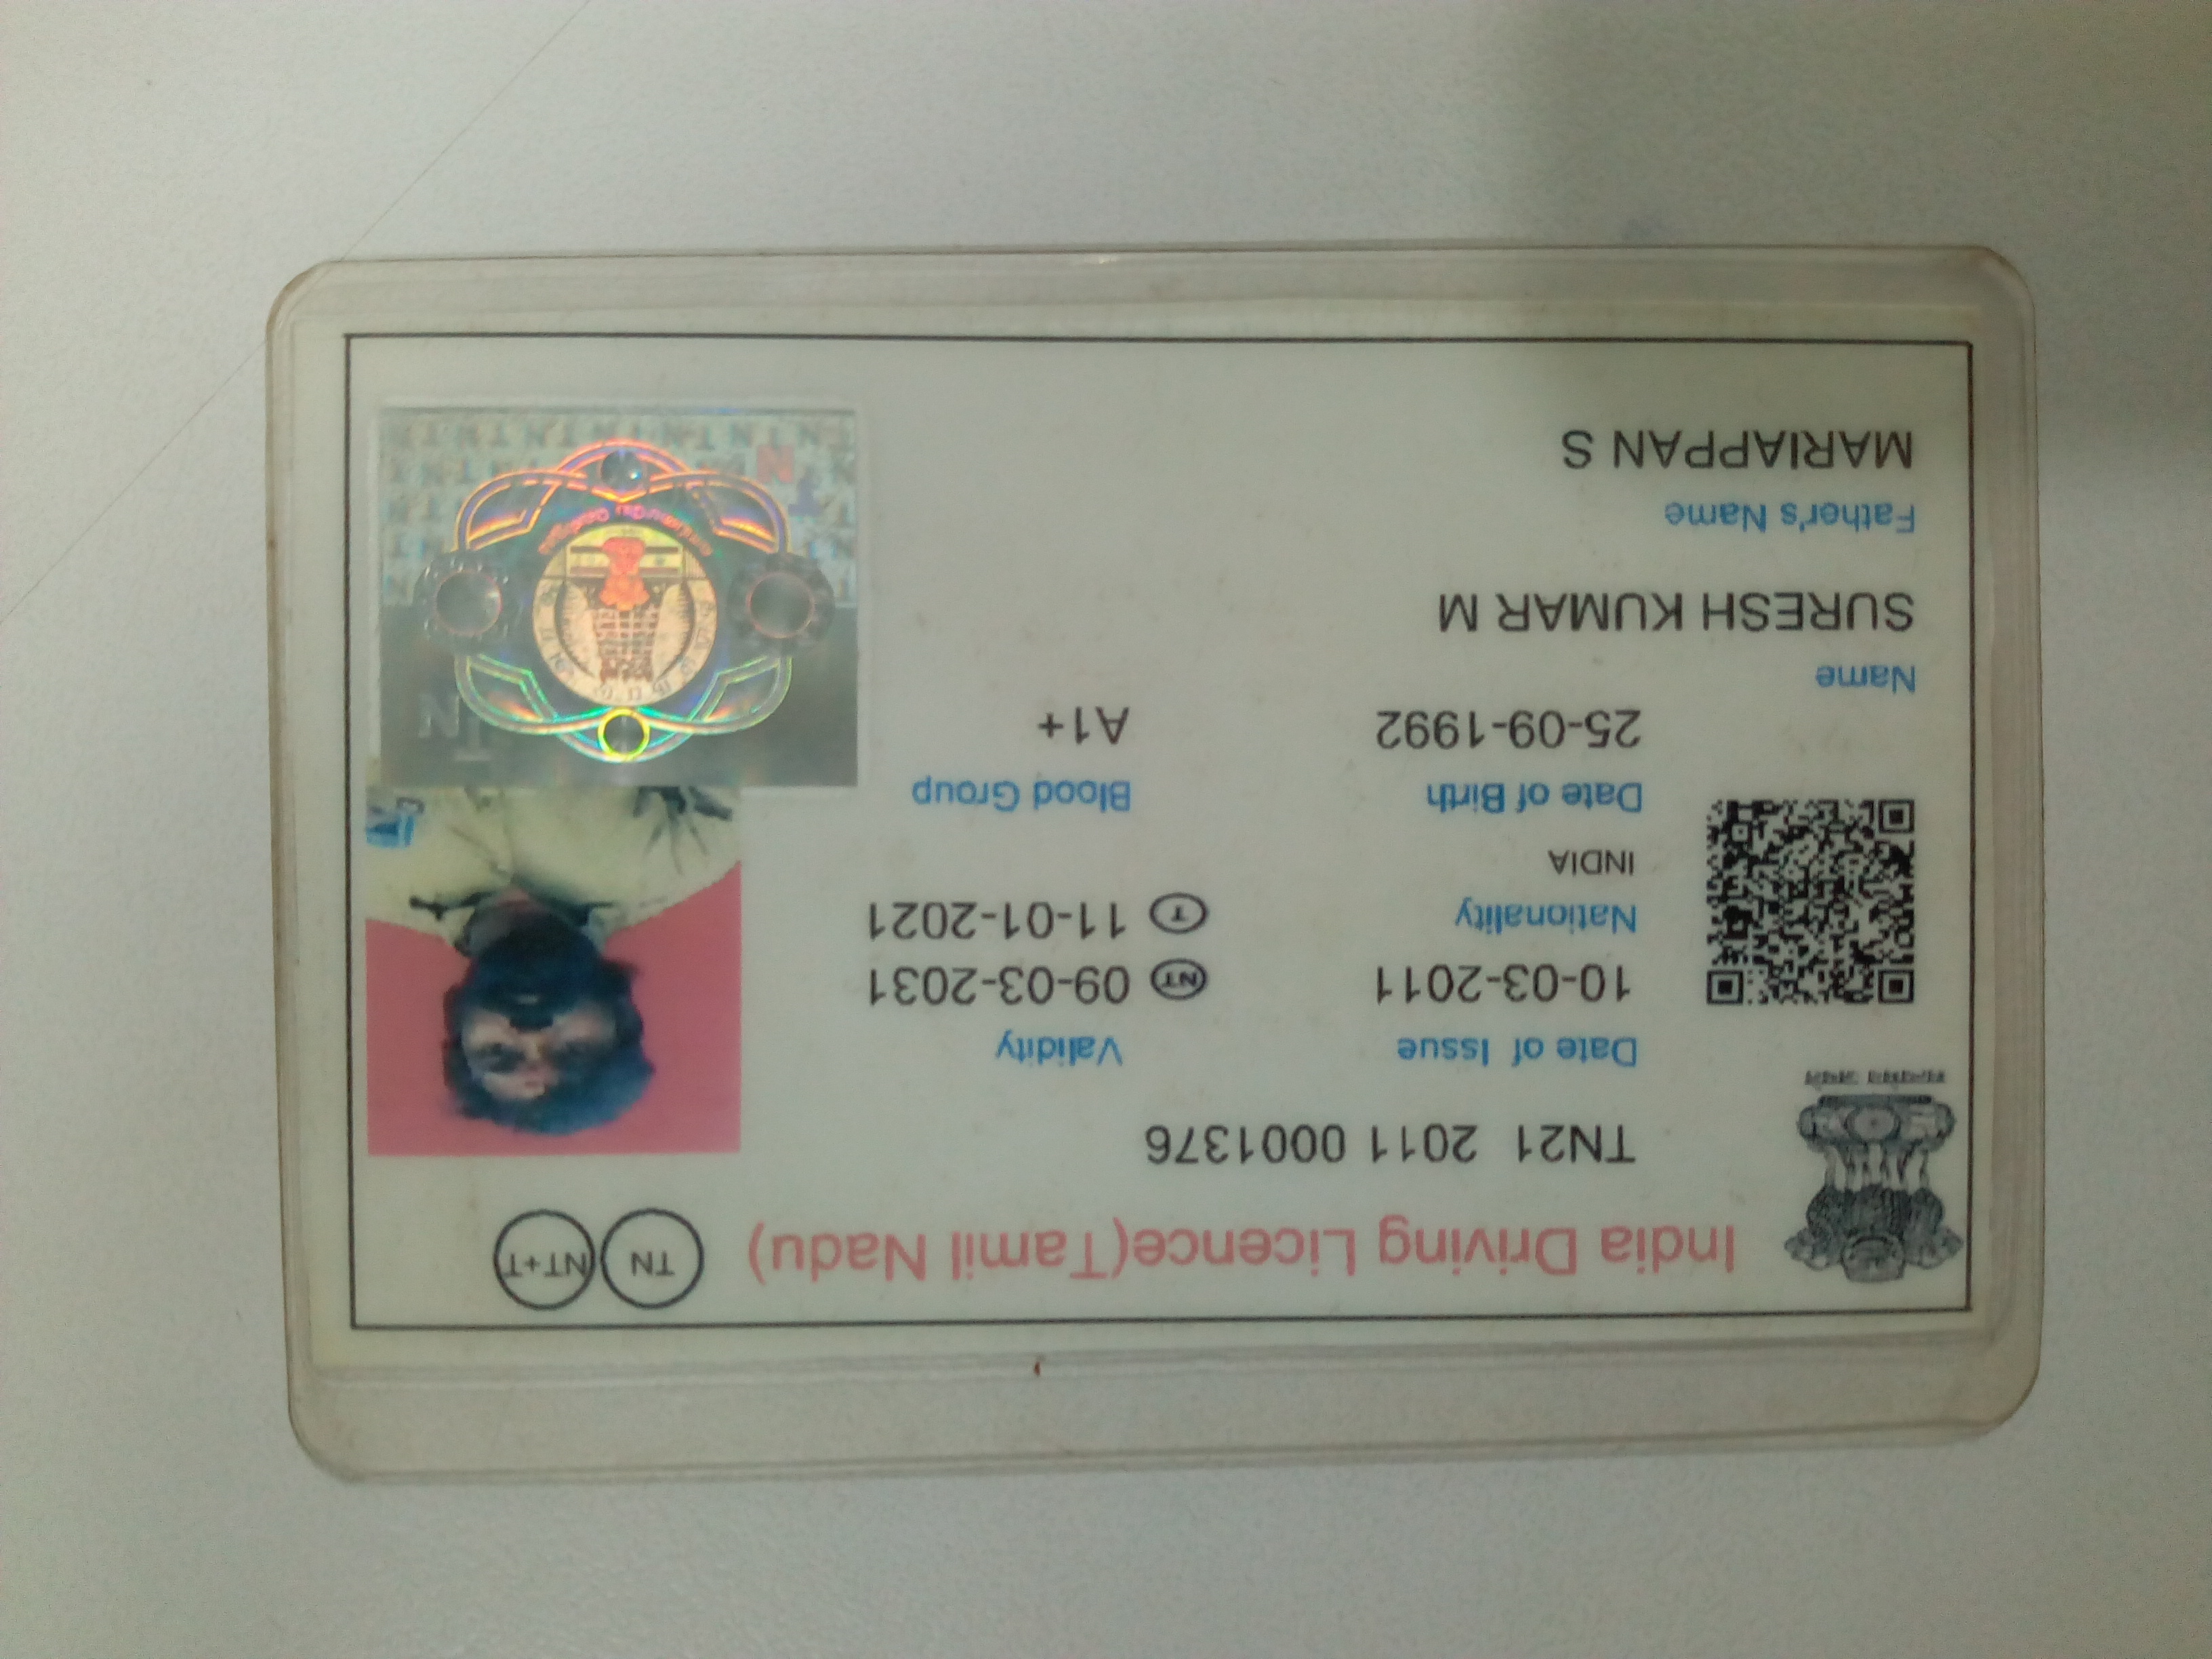 India Driving Licence(Tamil Nadu) TN NT+T
TN21 2011 0001376
Date of Issue Validity
10-03-2011 NT 09-03-2031
Nationality T 11-01-2021
INDIA
Date of Birth Blood Group
25-09-1992 A1+
Name
SURESH KUMAR M
Father's Name
MARIAPPAN S